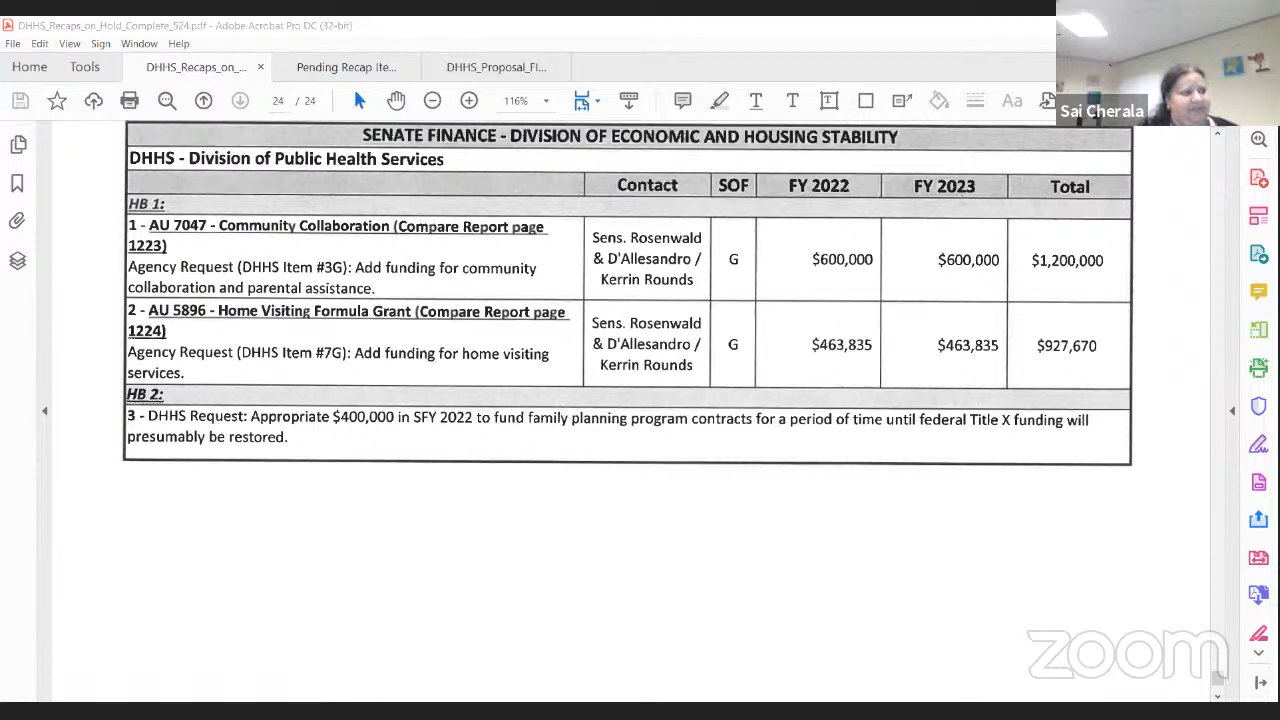 DHHS_Recaps_on_Hold_Complete_524.pdf - Adobe Acrobat Pro DC (32-bit)
File Edit View Sign Window Help
Home Tools DHHS_Recaps_on_... × Pending Recap Ite... DHHS_Proposal_Fl...
24 / 24 116%
Aa
Sai Cherala
SENATE FINANCE - DIVISION OF ECONOMIC AND HOUSING STABILITY
DHHS - Division of Public Health Services
Contact SOF FY 2022 FY 2023 Total
HB 1:
1 - AU 7047 - Community Collaboration (Compare Report page
1223)
Agency Request (DHHS Item #3G): Add funding for community
collaboration and parental assistance.
Sens. Rosenwald
& D'Allesandro /
Kerrin Rounds
G $600,000 $600,000 $1,200,000
2 - AU 5896 - Home Visiting Formula Grant (Compare Report page
1224)
Agency Request (DHHS Item #7G): Add funding for home visiting
services.
Sens. Rosenwald
& D'Allesandro /
Kerrin Rounds
G $463,835 $463,835 $927,670
HB 2:
3 - DHHS Request: Appropriate $400,000 in SFY 2022 to fund family planning program contracts for a period of time until federal Title X funding will
presumably be restored.
zoom